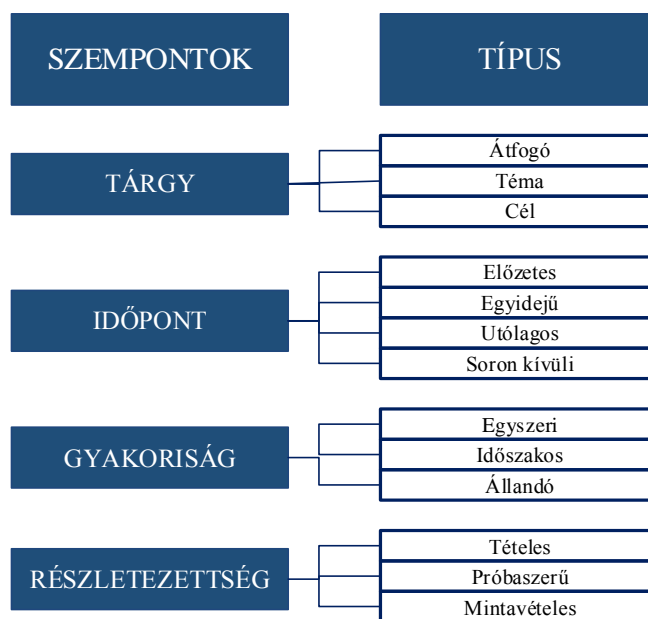 SZEMPONTOK
TÍPUS
TÁRGY
Átfogó
Téma
Cél
IDŐPONT
Előzetes
Egyidejű
Utólagos
Soron kívüli
GYAKORISÁG
Egyszeri
Időszakos
Állandó
RÉSZLETEZETTSÉG
Tételes
Próbaszerű
Mintavételes